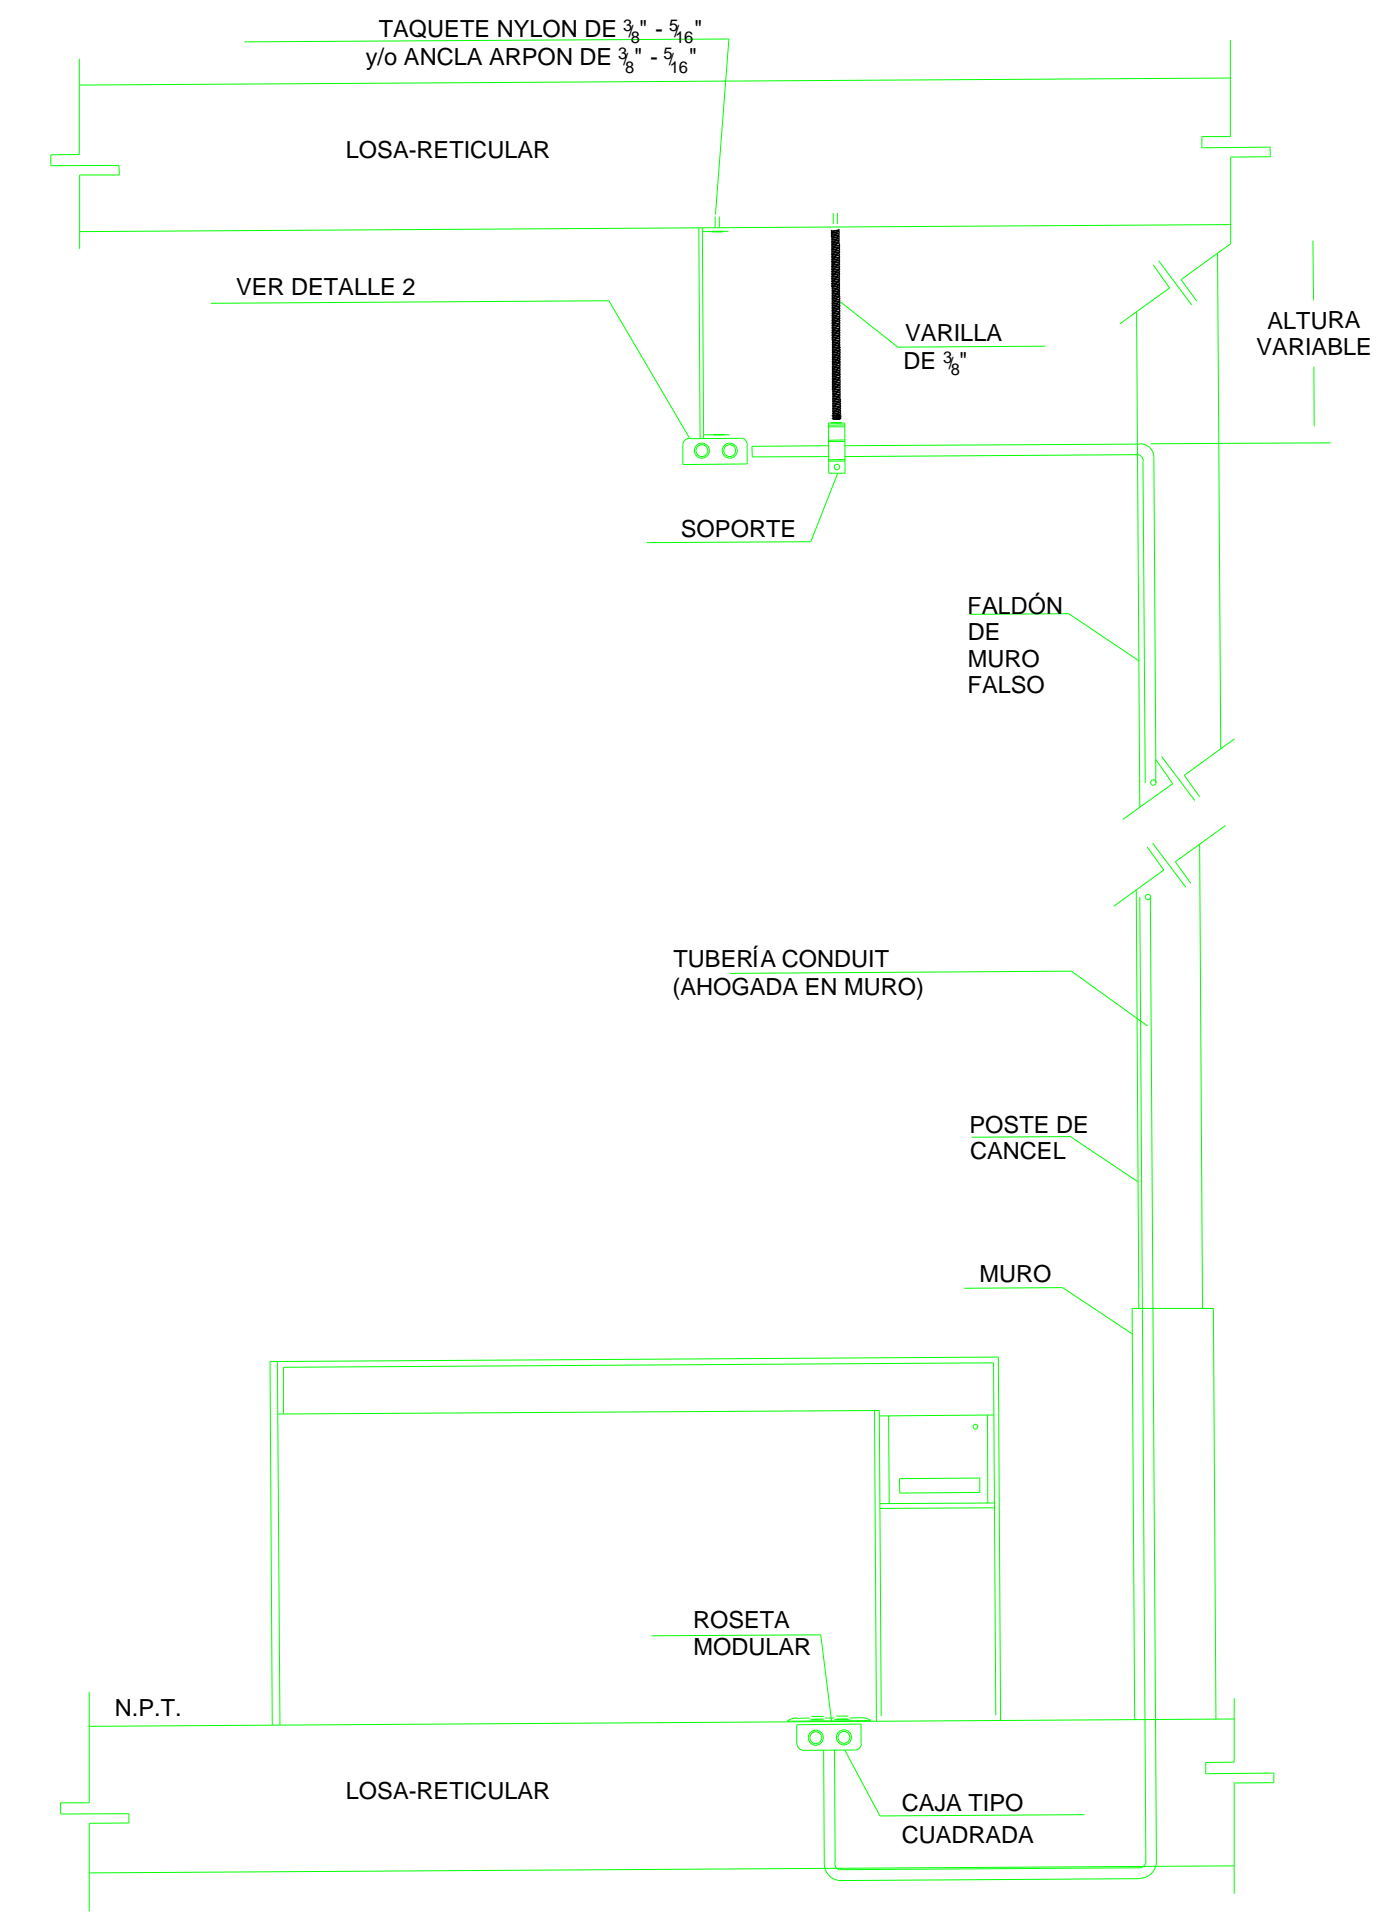 TAQUETE NYLON DE 3/8" - 5/16"
y/o ANCLA ARPON DE 3/8" - 5/16"
LOSA-RETICULAR
VER DETALLE 2
VARILLA
DE 3/8"
ALTURA
VARIABLE
SOPORTE
FALDÓN
DE
MURO
FALSO
TUBERÍA CONDUIT
(AHOGADA EN MURO)
POSTE DE
CANCEL
MURO
ROSETA
MODULAR
N.P.T.
LOSA-RETICULAR
CAJA TIPO
CUADRADA